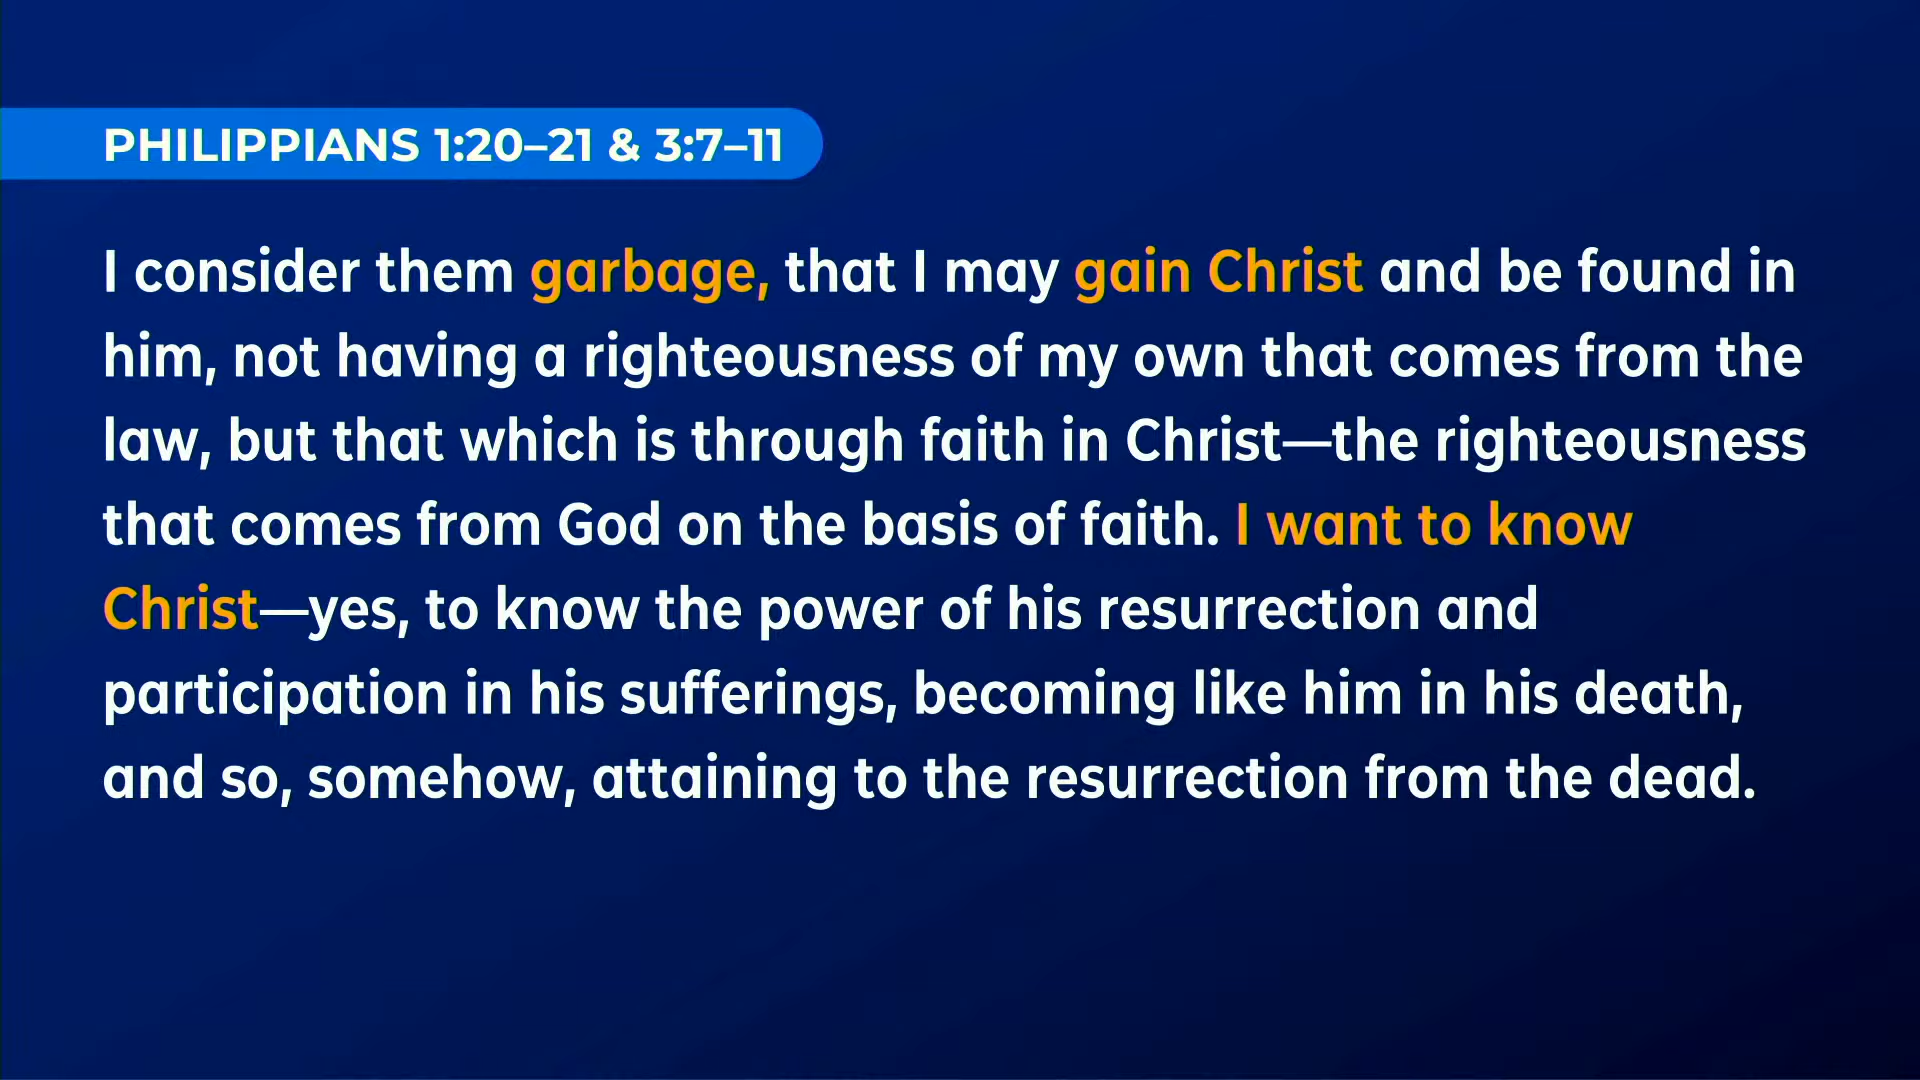 PHILIPPIANS 1:20–21 & 3:7–11
I consider them garbage, that I may gain Christ and be found in
him, not having a righteousness of my own that comes from the
law, but that which is through faith in Christ—the righteousness
that comes from God on the basis of faith. I want to know
Christ—yes, to know the power of his resurrection and
participation in his sufferings, becoming like him in his death,
and so, somehow, attaining to the resurrection from the dead.